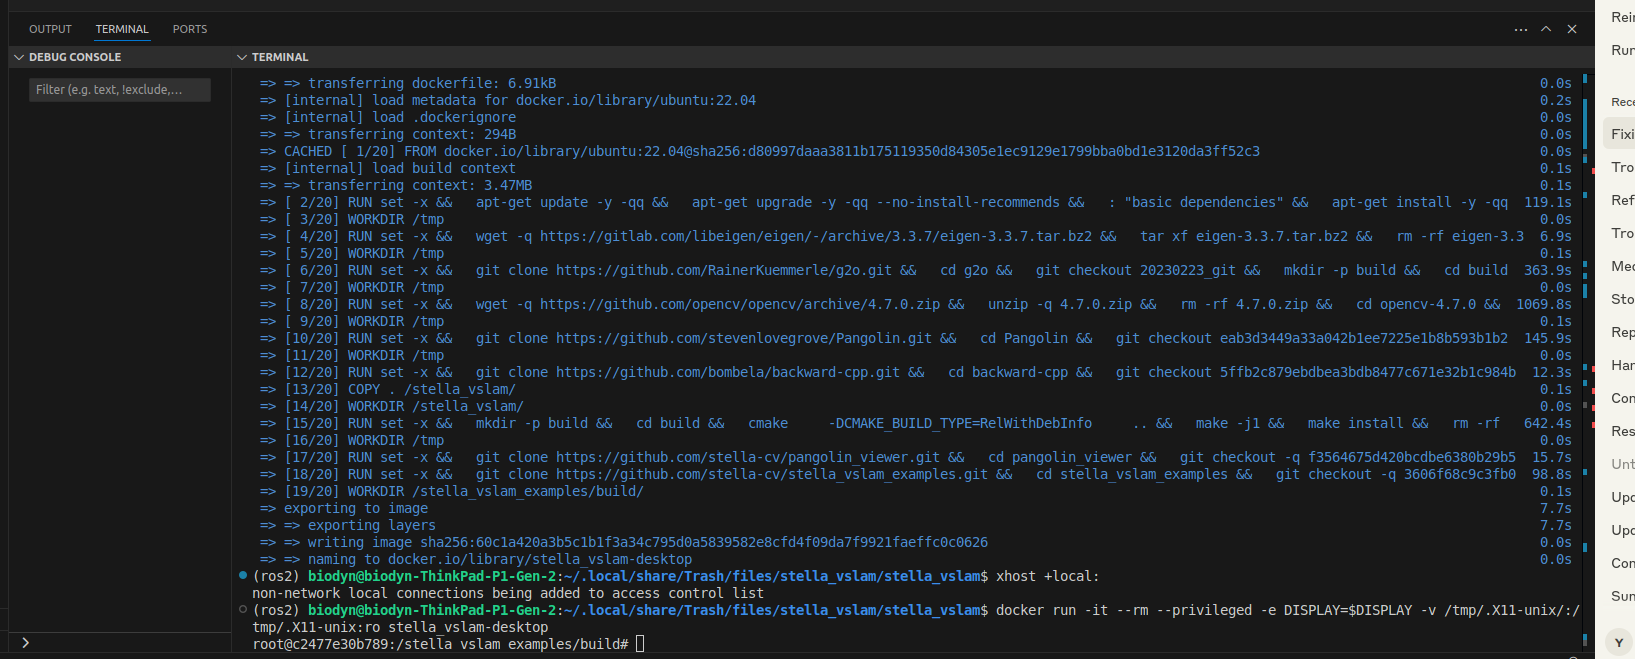 OUTPUT TERMINAL PORTS
DEBUG CONSOLE
Filter (e.g. text, !exclude,...
TERMINAL
=> => transferring dockerfile: 6.91kB 0.0s
=> [internal] load metadata for docker.io/library/ubuntu:22.04 0.2s
=> [internal] load .dockerignore 0.0s
=> => transferring context: 294B 0.0s
=> CACHED [ 1/20] FROM docker.io/library/ubuntu:22.04@sha256:d80997daaa3811b175119350d84305e1ec9129e1799bba0bd1e3120da3ff52c3 0.0s
=> [internal] load build context 0.1s
=> => transferring context: 3.47MB 0.1s
=> [ 2/20] RUN set -x && apt-get update -y -qq && apt-get upgrade -y -qq --no-install-recommends && : "basic dependencies" && apt-get install -y -qq 119.1s
=> [ 3/20] WORKDIR /tmp 0.0s
=> [ 4/20] RUN set -x && wget -q https://gitlab.com/libeigen/eigen/-/archive/3.3.7/eigen-3.3.7.tar.bz2 && tar xf eigen-3.3.7.tar.bz2 && rm -rf eigen-3.3 6.9s
=> [ 5/20] WORKDIR /tmp 0.1s
=> [ 6/20] RUN set -x && git clone https://github.com/RainerKuemmerle/g2o.git && cd g2o && git checkout 20230223_git && mkdir -p build && cd build 363.9s
=> [ 7/20] WORKDIR /tmp 0.0s
=> [ 8/20] RUN set -x && wget -q https://github.com/opencv/opencv/archive/4.7.0.zip && unzip -q 4.7.0.zip && rm -rf 4.7.0.zip && cd opencv-4.7.0 && 1069.8s
=> [ 9/20] WORKDIR /tmp 0.1s
=> [10/20] RUN set -x && git clone https://github.com/stevenlovegrove/Pangolin.git && cd Pangolin && git checkout eab3d3449a33a042b1ee7225e1b8b593b1b2 145.9s
=> [11/20] WORKDIR /tmp 0.0s
=> [12/20] RUN set -x && git clone https://github.com/bombela/backward-cpp.git && cd backward-cpp && git checkout 5ffb2c879ebdbea3bdb8477c671e32b1c984b 12.3s
=> [13/20] COPY . /stella_vslam/ 0.1s
=> [14/20] WORKDIR /stella_vslam/ 0.0s
=> [15/20] RUN set -x && mkdir -p build && cd build && cmake -DCMAKE_BUILD_TYPE=RelWithDebInfo .. && make -j1 && make install && rm -rf 642.4s
=> [16/20] WORKDIR /tmp 0.0s
=> [17/20] RUN set -x && git clone https://github.com/stella-cv/pangolin_viewer.git && cd pangolin_viewer && git checkout -q f3564675d420bcdbe6380b29b5 15.7s
=> [18/20] RUN set -x && git clone https://github.com/stella-cv/stella_vslam_examples.git && cd stella_vslam_examples && git checkout -q 3606f68c9c3fb0 98.8s
=> [19/20] WORKDIR /stella_vslam_examples/build/ 0.1s
=> exporting to image 7.7s
=> => exporting layers 7.7s
=> => writing image sha256:60c1a420a3b5c1b1f3a34c795d0a5839582e8cfd4f09da7f9921faeffc0c0626 0.0s
=> => naming to docker.io/library/stella_vslam-desktop 0.0s
(ros2) biodyn@biodyn-ThinkPad-P1-Gen-2:~/.local/share/Trash/files/stella_vslam/stella_vslam$ xhost +local:
non-network local connections being added to access control list
(ros2) biodyn@biodyn-ThinkPad-P1-Gen-2:~/.local/share/Trash/files/stella_vslam/stella_vslam$ docker run -it --rm --privileged -e DISPLAY=$DISPLAY -v /tmp/.X11-unix/:/
tmp/.X11-unix:ro stella_vslam-desktop
root@c2477e30b789:/stella_vslam_examples/build#
Rei
Run
Rece
Fixi
Tro
Ref
Tro
Med
Sto
Rep
Har
Con
Res
Unt
Upd
Upd
Con
Sun
Y